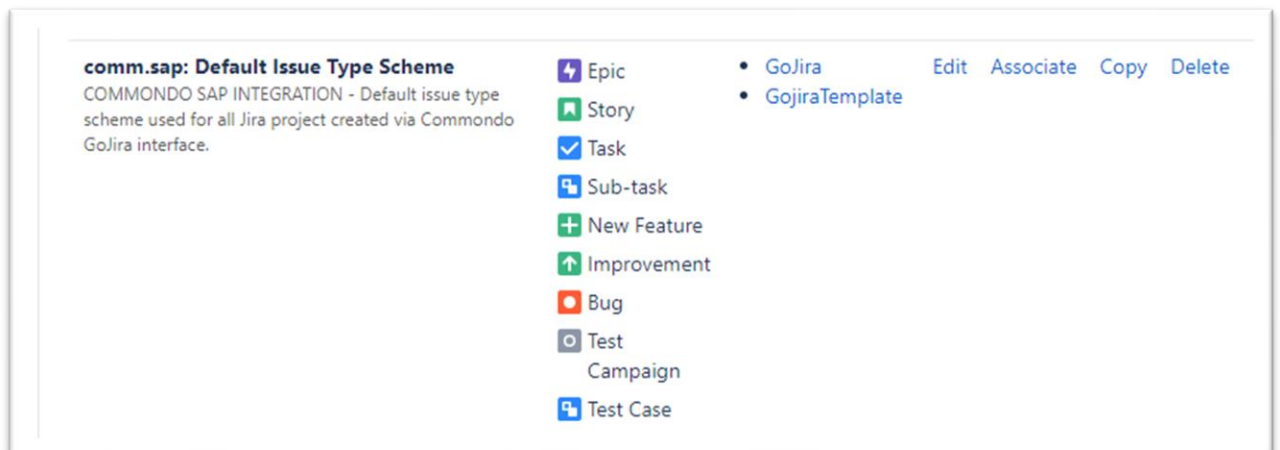 comm.sap: Default Issue Type Scheme
COMMONDO SAP INTEGRATION - Default issue type
scheme used for all Jira project created via Commondo
GoJira interface.
Epic
Story
Task
Sub-task
New Feature
Improvement
Bug
Test
Campaign
Test Case
GoJira
GojiraTemplate
Edit Associate Copy Delete